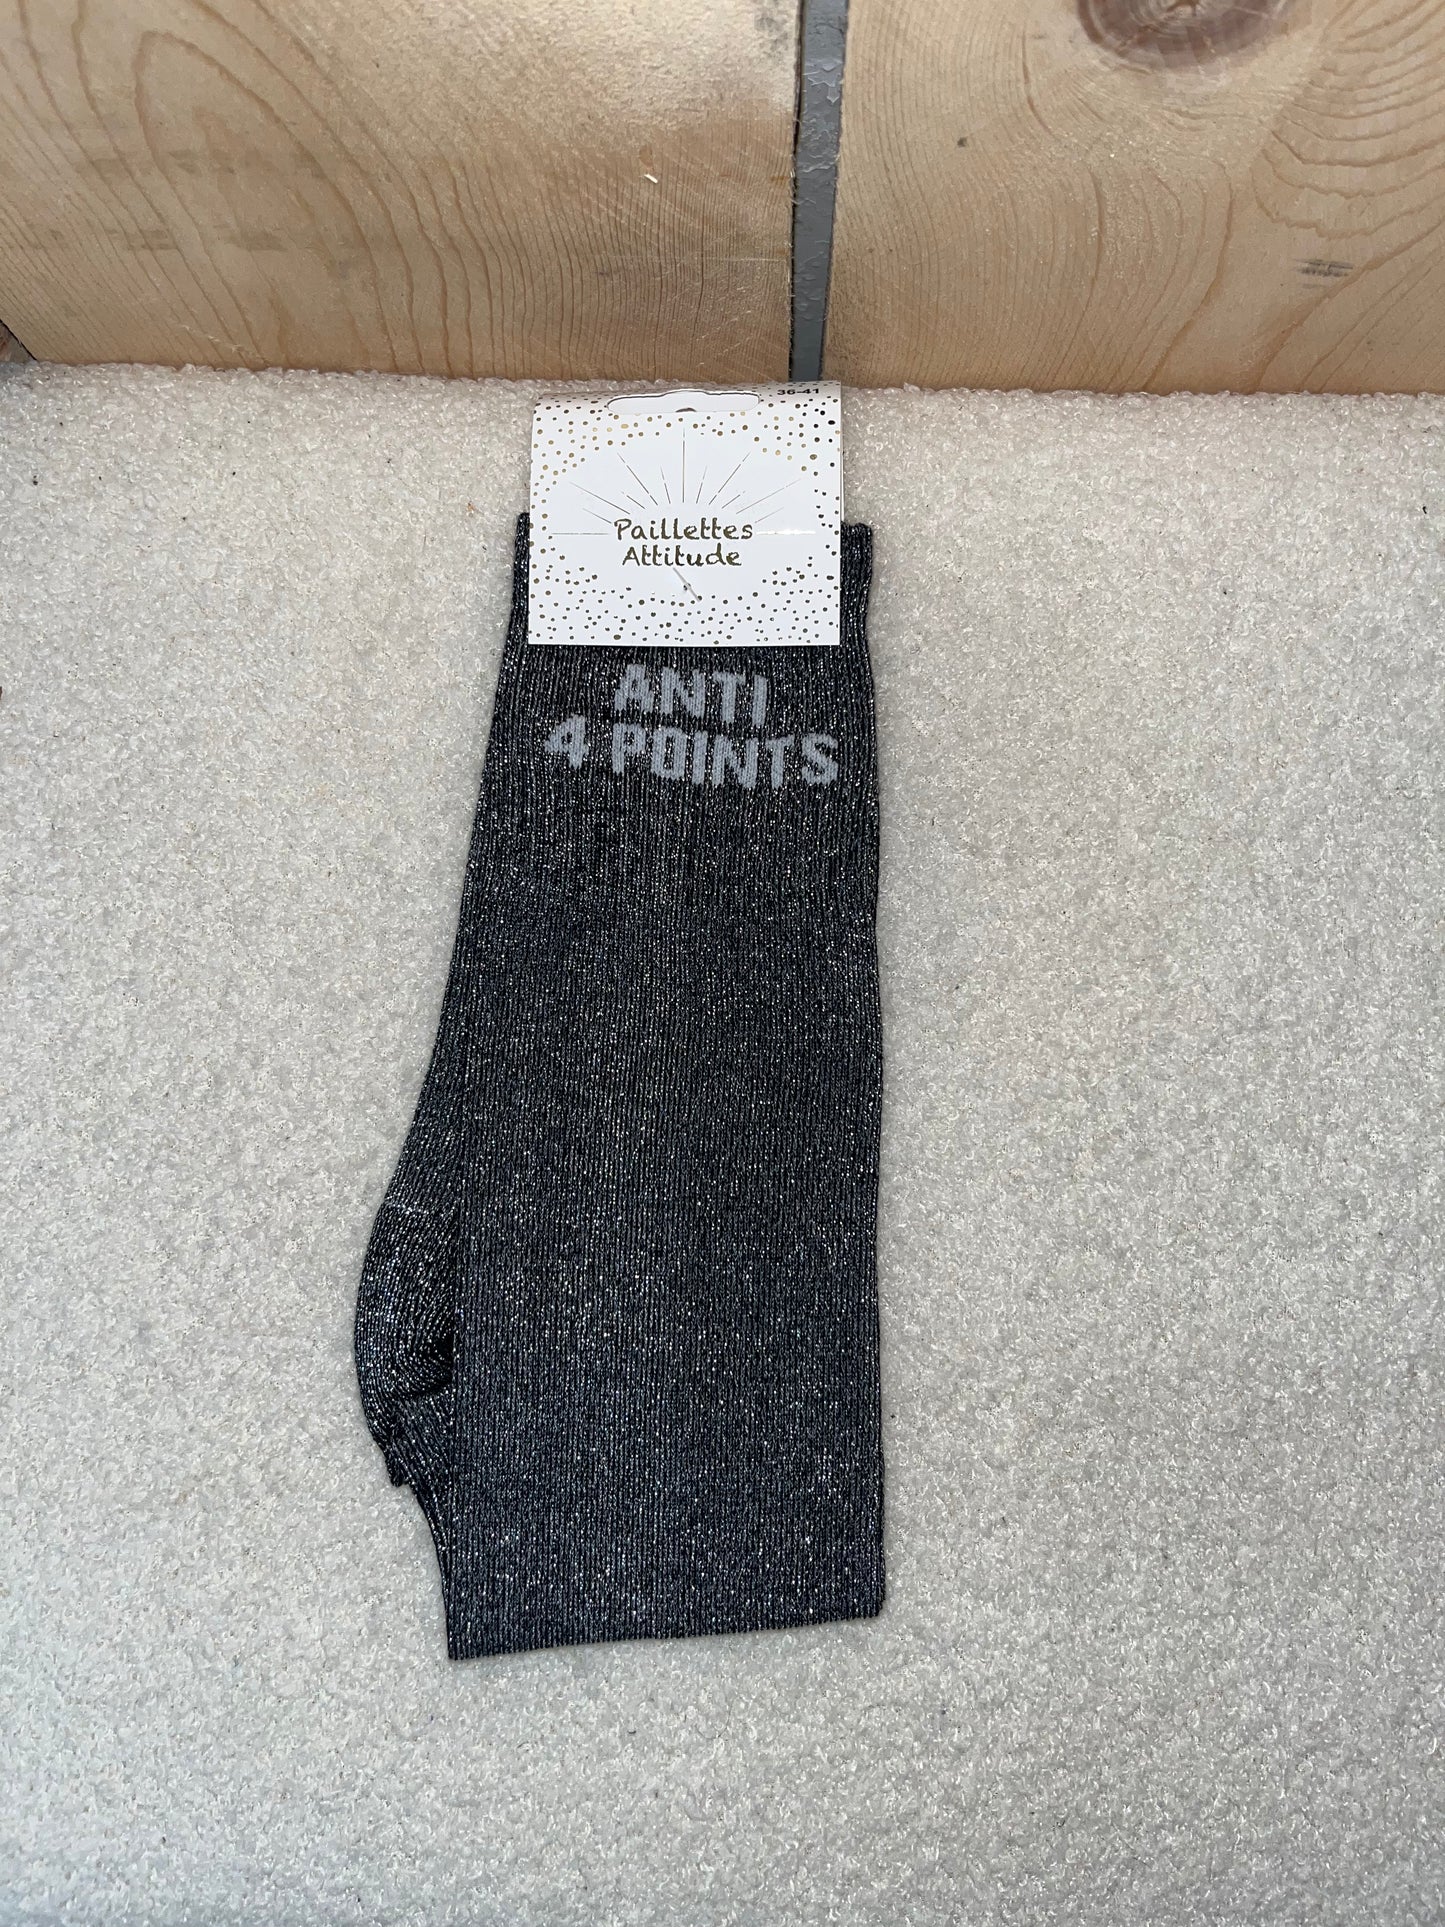 36-41
Paillettes
Attitude
ANTI
4 POINTS